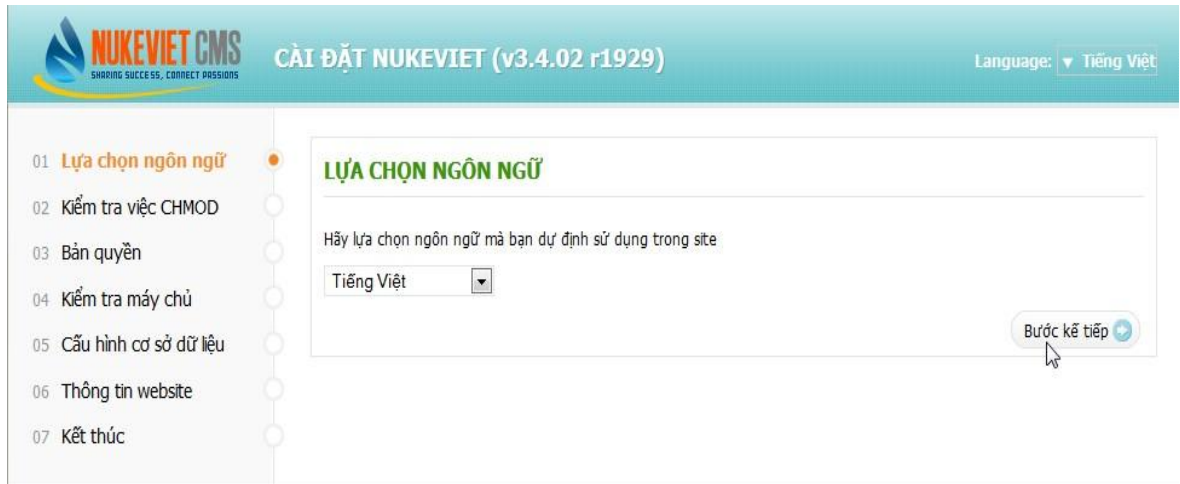 NUKEVIET CMS
SHARING SUCCESS, CONNECT PASSIONS
CÀI ĐẶT NUKEVIET (v3.4.02 r1929)
Language: ▼ Tiếng Việt
01 Lựa chọn ngôn ngữ
02 Kiểm tra việc CHMOD
03 Bản quyền
04 Kiểm tra máy chủ
05 Cấu hình cơ sở dữ liệu
06 Thông tin website
07 Kết thúc
LỰA CHỌN NGÔN NGỮ
Hãy lựa chọn ngôn ngữ mà bạn dự định sử dụng trong site
Tiếng Việt
Bước kế tiếp